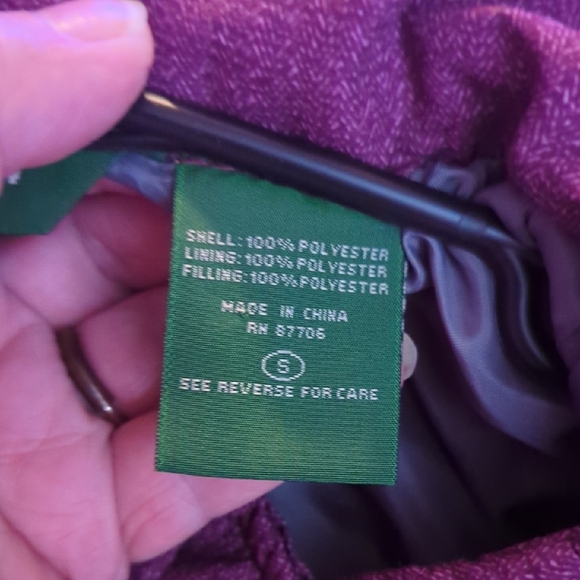 SHELL: 100% POLYESTER
LINING: 100% POLYESTER
FILLING: 100% POLYESTER
MADE IN CHINA
RN 87706
S
SEE REVERSE FOR CARE